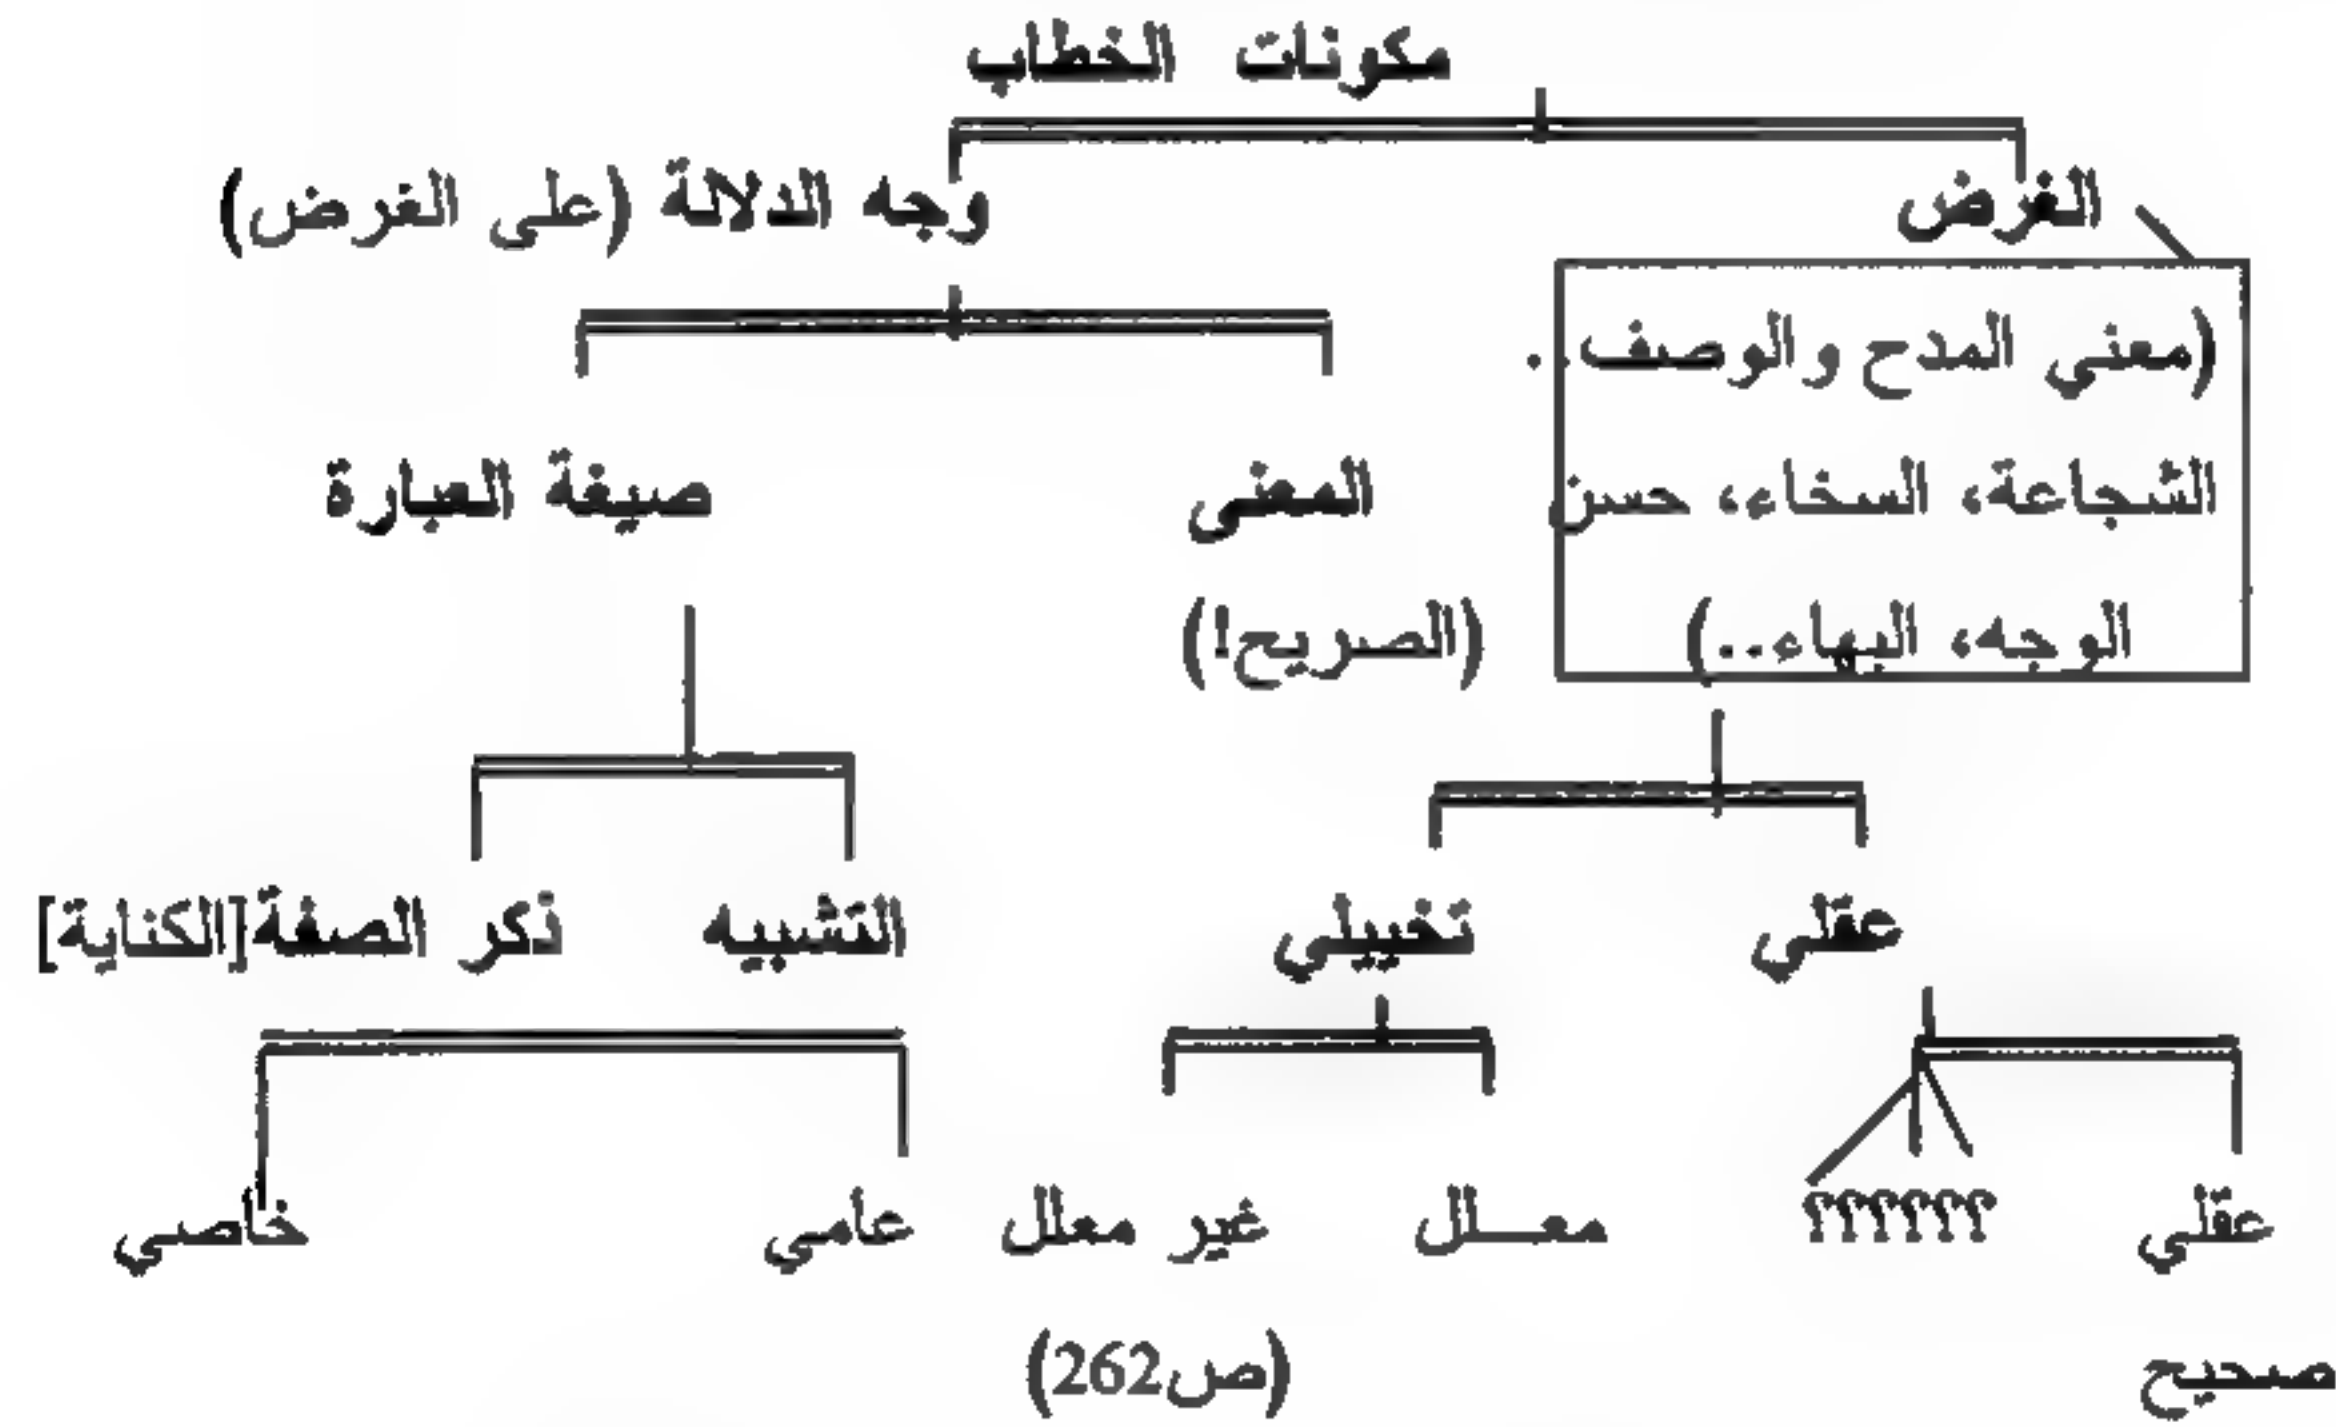 مكونات الخطاب
الغرض
وجه الدلالة (على الغرض)
(معنى المدح والوصف..
الشجاعة، السخاء، حسن
الوجه، البهاء..)
المعنى
(الصريح!)
صيغة العبارة
عقلي
تخييلي
التشبيه
ذكر الصفة[الكناية]
عقلي
صحيح
؟؟؟؟؟؟
معــلل
غير معلل
(ص262)
عامي
خاصي